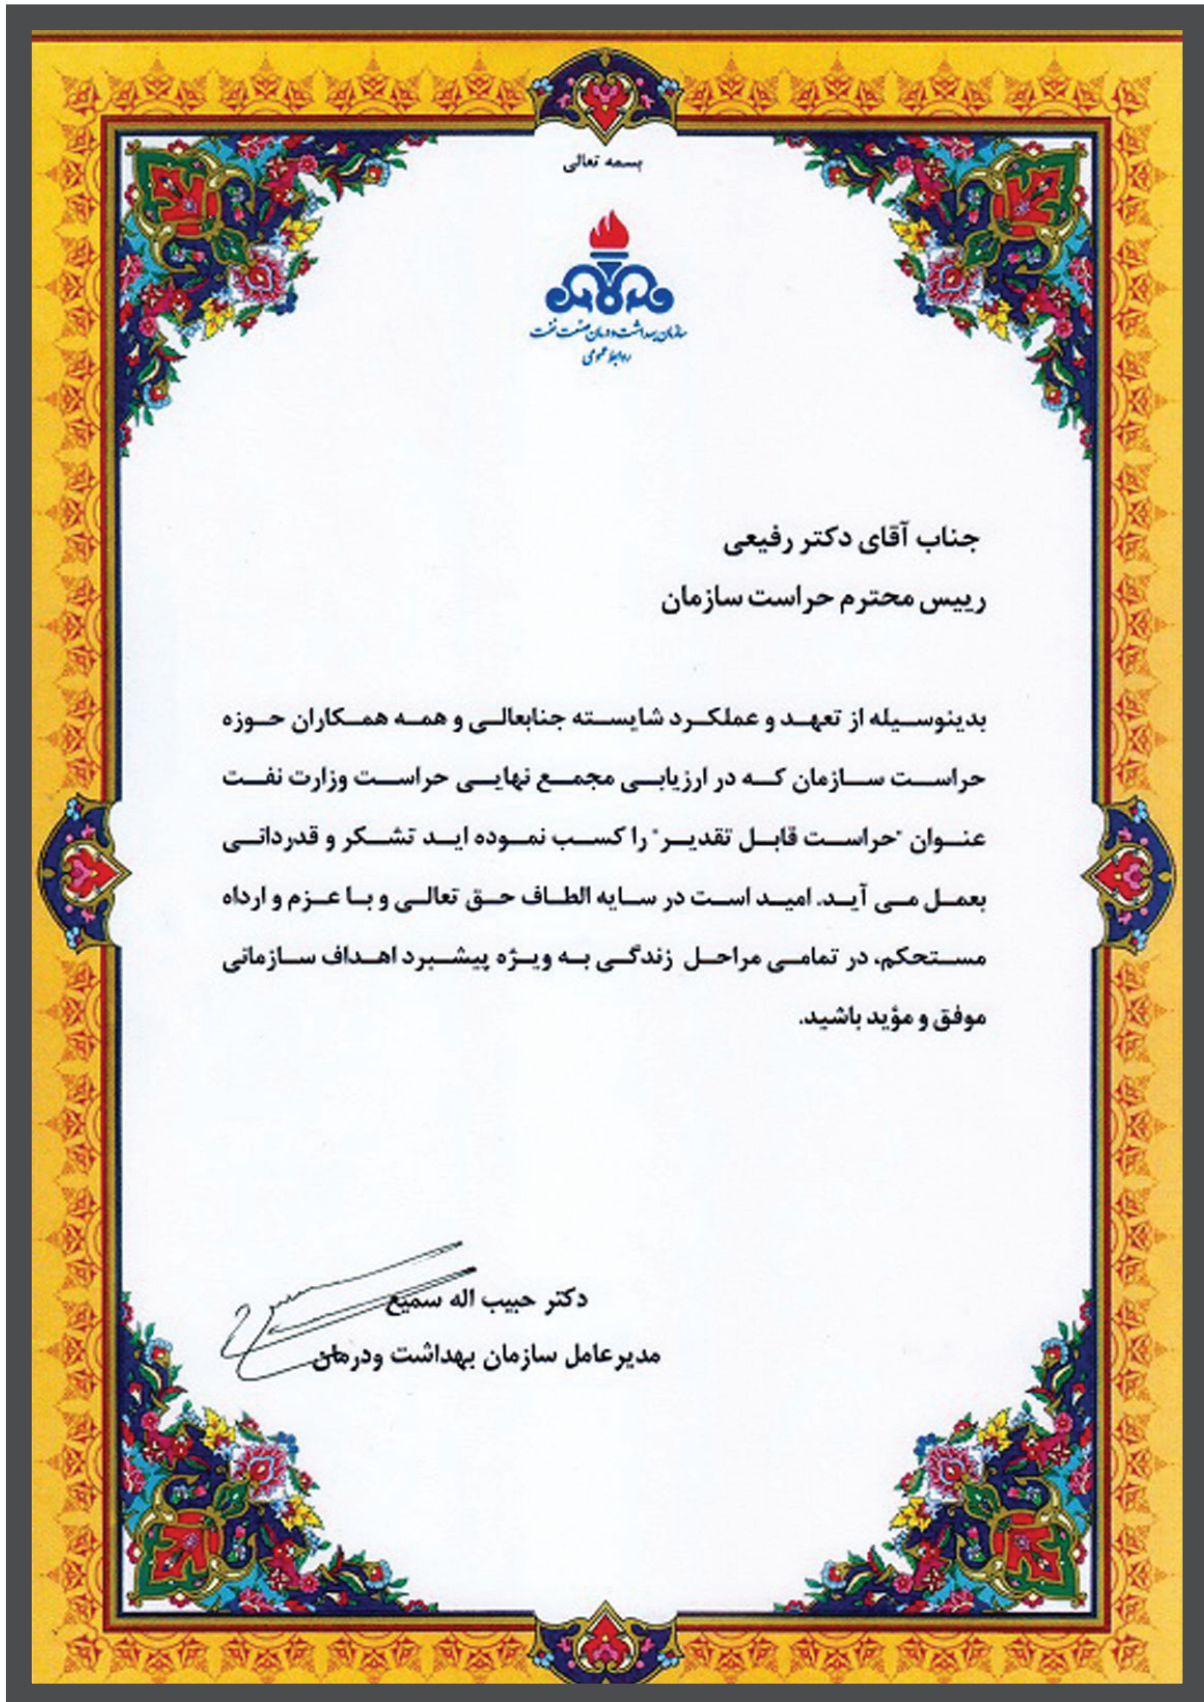 بسمه تعالی
سازمان بهداشت و درمان صنعت نفت
روابط عمومی
جناب آقای دکتر رفیعی
رییس محترم حراست سازمان
بدینوسیله از تعهد و عملکرد شایسته جنابعالی و همه همکاران حوزه
حراست سازمان که در ارزیابی مجمع نهایی حراست وزارت نفت
عنوان "حراست قابل تقدیر" را کسب نموده اید تشکر و قدردانی
بعمل می آید. امید است در سایه الطاف حق تعالی و با عزم و ارداه
مستحکم، در تمامی مراحل زندگی به ویژه پیشبرد اهداف سازمانی
موفق و مؤید باشید.
دکتر حبیب اله سمیع
مدیرعامل سازمان بهداشت ودرمان